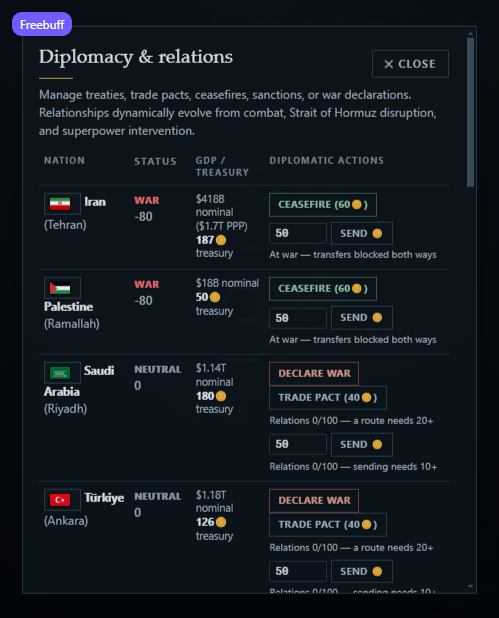 Freebuff
Diplomacy & relations
✕ CLOSE
Manage treaties, trade pacts, ceasefires, sanctions, or war declarations.
Relationships dynamically evolve from combat, Strait of Hormuz disruption,
and superpower intervention.
NATION STATUS GDP / TREASURY DIPLOMATIC ACTIONS
Iran
(Tehran)
WAR
-80
$418B
nominal
($1.7T PPP)
187
treasury
CEASEFIRE (60)
50 SEND
At war — transfers blocked both ways
Palestine
(Ramallah)
WAR
-80
$18B nominal
50
treasury
CEASEFIRE (60)
50 SEND
At war — transfers blocked both ways
Saudi
Arabia
(Riyadh)
NEUTRAL
0
$1.14T
nominal
180
treasury
DECLARE WAR
TRADE PACT (40)
Relations 0/100 — a route needs 20+
50 SEND
Relations 0/100 — sending needs 10+
Türkiye
(Ankara)
NEUTRAL
0
$1.18T
nominal
126
treasury
DECLARE WAR
TRADE PACT (40)
Relations 0/100 — a route needs 20+
50 SEND
Relations 0/100 — sending needs 10+